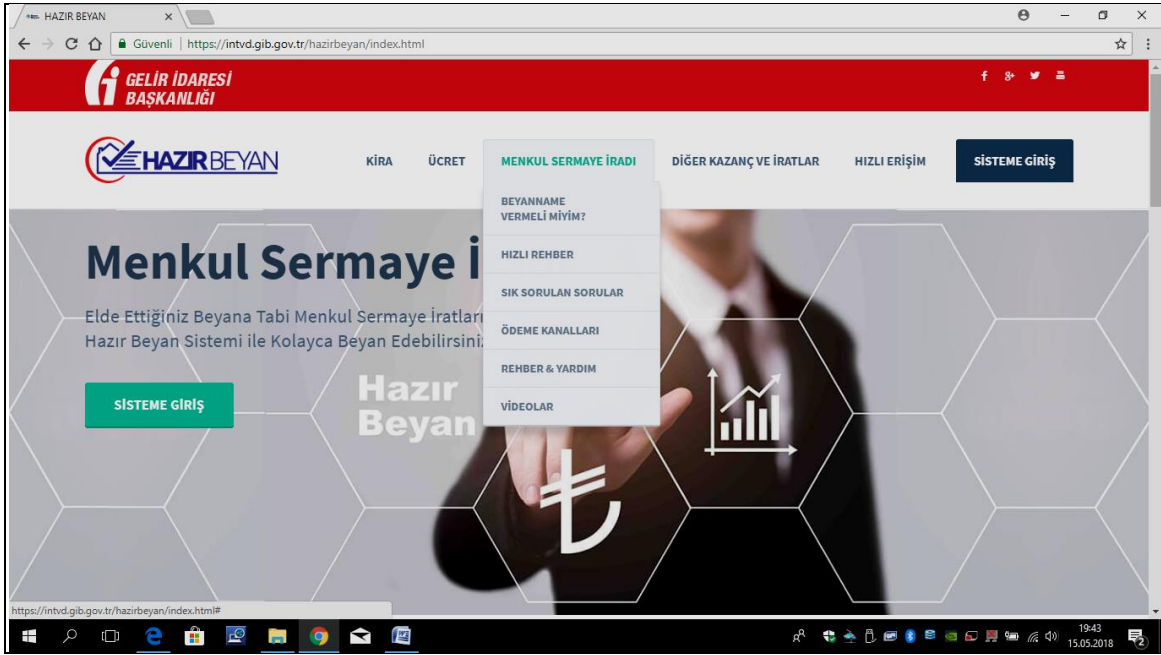 HAZIR BEYAN
Güvenli | https://intvd.gib.gov.tr/hazirbeyan/index.html
GELİR İDARESİ
BAŞKANLIĞI
HAZIRBEYAN
KİRA
ÜCRET
MENKUL SERMAYE İRADI
DİĞER KAZANÇ VE İRATLAR
HIZLI ERİŞİM
SİSTEME GİRİŞ
BEYANNAME
VERMELİ MİYİM?
HIZLI REHBER
SIK SORULAN SORULAR
ÖDEME KANALLARI
REHBER & YARDIM
VİDEOLAR
Menkul Sermaye İ
Elde Ettiğiniz Beyana Tabi Menkul Sermaye İratları
Hazır Beyan Sistemi ile Kolayca Beyan Edebilirsini
SİSTEME GİRİŞ
Hazır
Beyan
https://intvd.gib.gov.tr/hazirbeyan/index.html#
19:43
15.05.2018
2